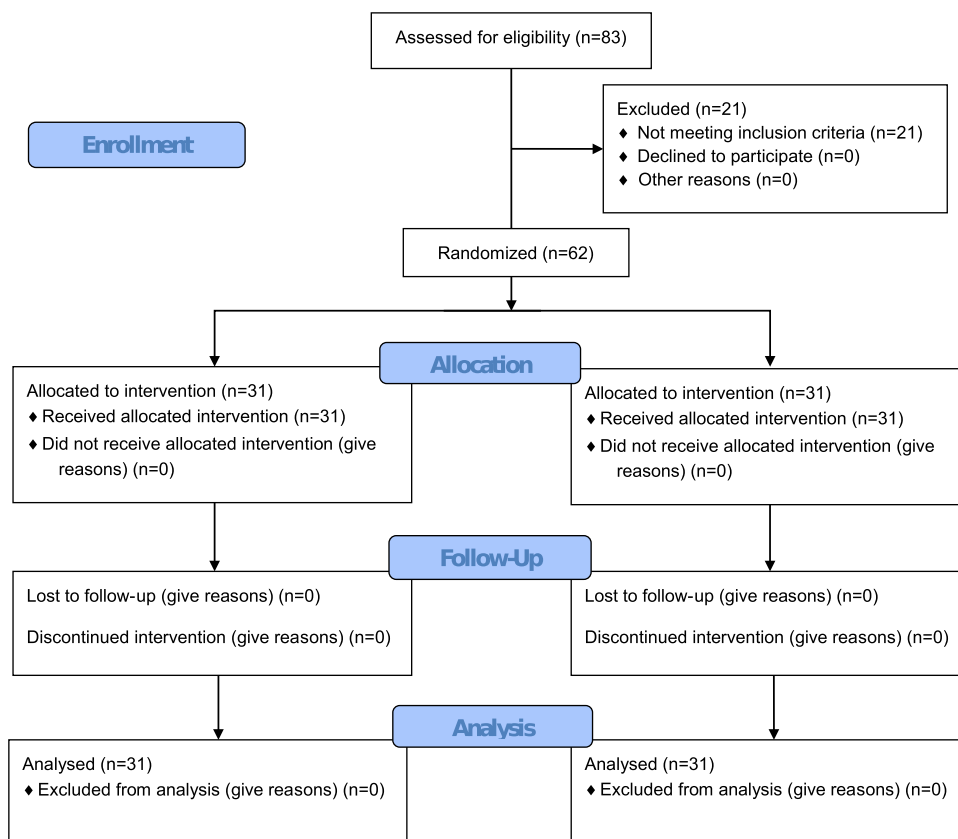 Assessed for eligibility (n=83)
Enrollment
Excluded (n=21)
♦ Not meeting inclusion criteria (n=21)
♦ Declined to participate (n=0)
♦ Other reasons (n=0)
Randomized (n=62)
Allocation
Allocated to intervention (n=31)
♦ Received allocated intervention (n=31)
♦ Did not receive allocated intervention (give
reasons) (n=0)
Allocated to intervention (n=31)
♦ Received allocated intervention (n=31)
♦ Did not receive allocated intervention (give
reasons) (n=0)
Follow-Up
Lost to follow-up (give reasons) (n=0)
Discontinued intervention (give reasons) (n=0)
Lost to follow-up (give reasons) (n=0)
Discontinued intervention (give reasons) (n=0)
Analysis
Analysed (n=31)
♦ Excluded from analysis (give reasons) (n=0)
Analysed (n=31)
♦ Excluded from analysis (give reasons) (n=0)